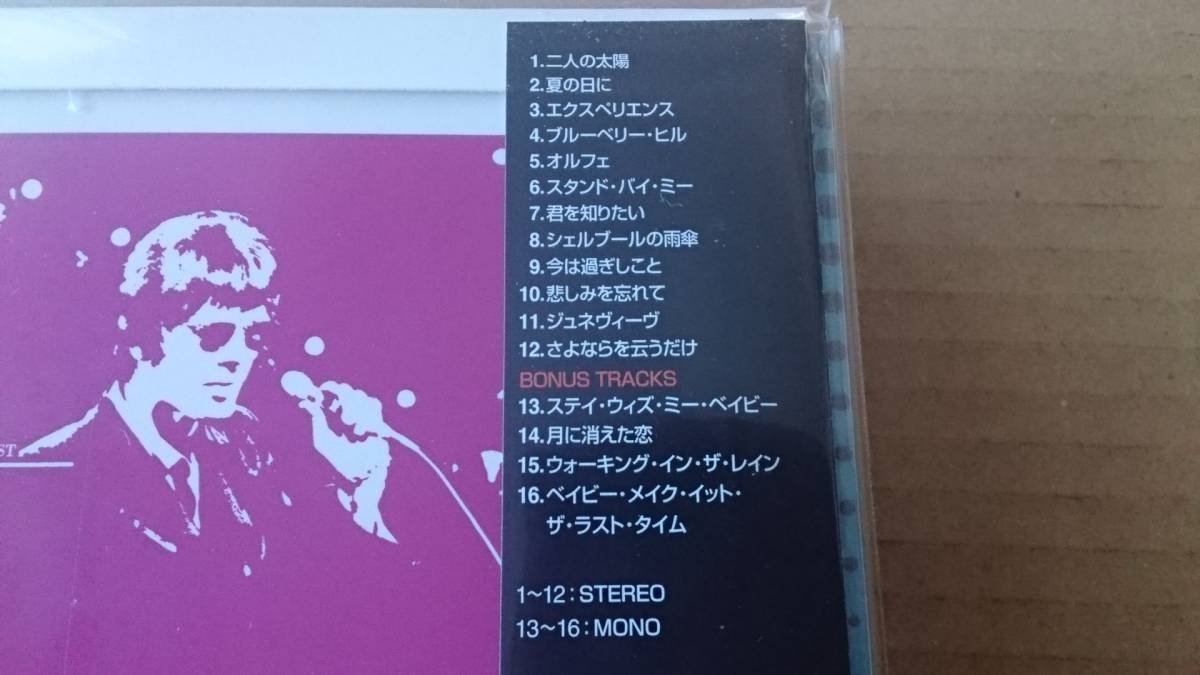 1.二人の太陽
2.夏の日に
3.エクスペリエンス
4.ブルーベリー・ヒル
5.オルフェ
6.スタンド・バイ・ミー
7.君を知りたい
8.シェルブールの雨傘
9.今は過ぎしこと
10.悲しみを忘れて
11.ジュネヴィーヴ
12.さよならを云うだけ
BONUS TRACKS
13.ステイ・ウィズ・ミー・ベイビー
14.月に消えた恋
15.ウォーキング・イン・ザ・レイン
16.ベイビー・メイク・イット・
ザ・ラスト・タイム
1~12:STEREO
13~16:MONO